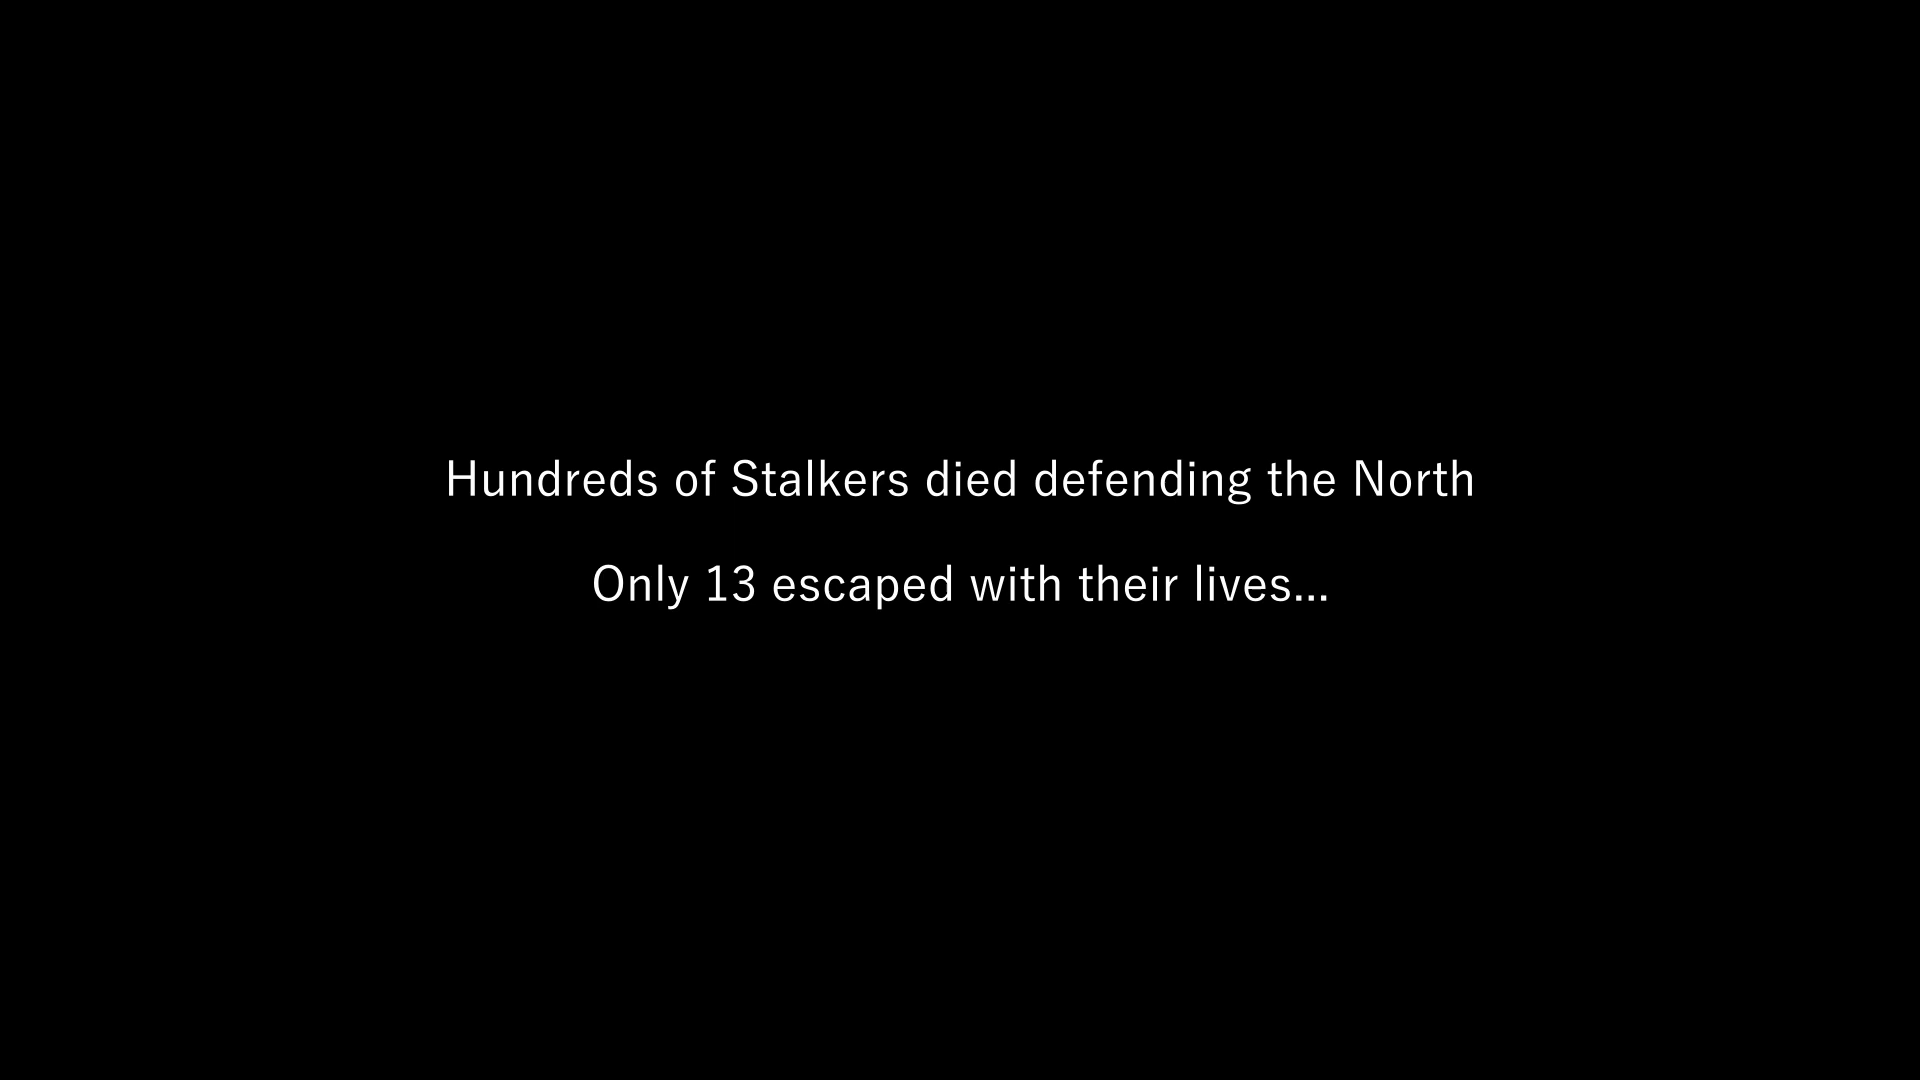 Hundreds of Stalkers died defending the North
Only 13 escaped with their lives...